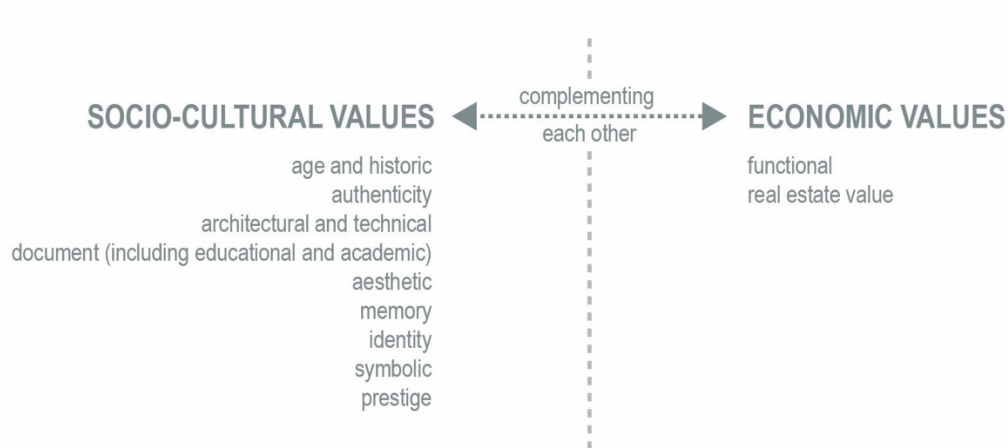 SOCIO-CULTURAL VALUES
age and historic
authenticity
architectural and technical
document (including educational and academic)
aesthetic
memory
identity
symbolic
prestige
complementing
each other
ECONOMIC VALUES
functional
real estate value